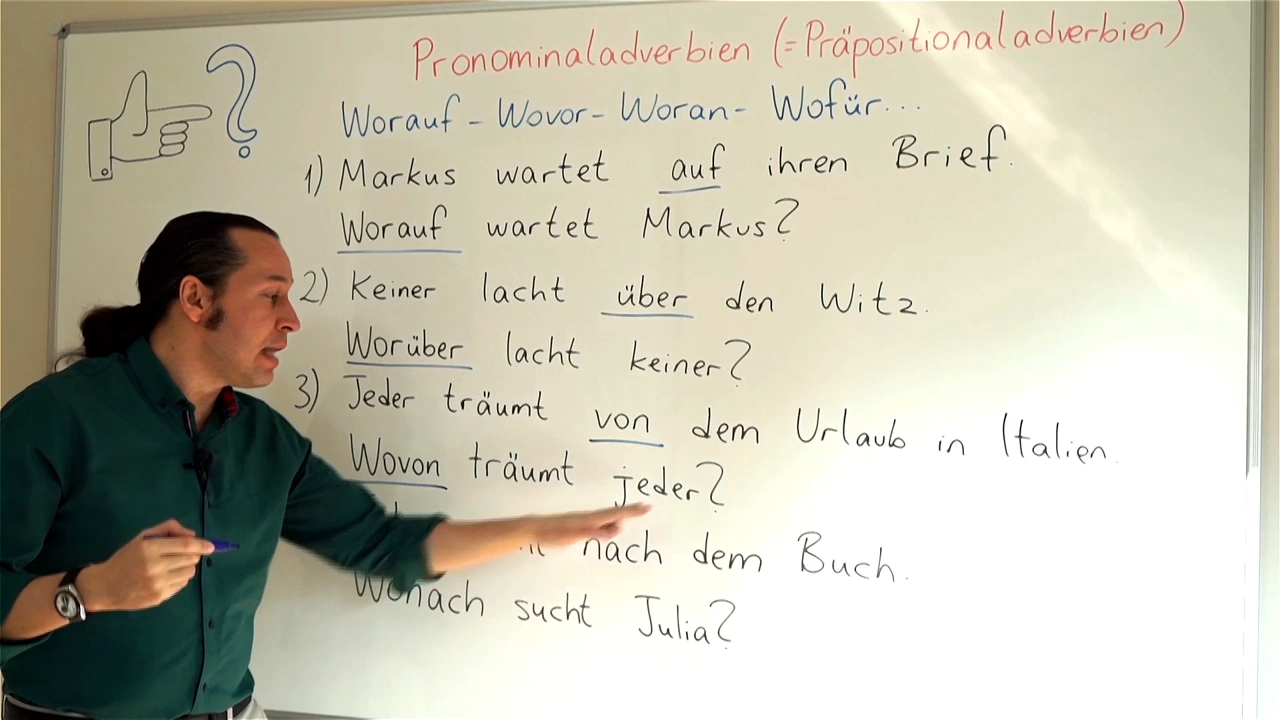 Pronominaladverbien (=Präpositionaladverbien)
Worauf - Wovor - Woran - Wofür...
1) Markus wartet auf ihren Brief.
Worauf wartet Markus?
2) Keiner lacht über den Witz.
Worüber lacht keiner?
3) Jeder träumt von dem Urlaub in Italien.
Wovon träumt jeder?
nach dem Buch.
Wonach sucht Julia?